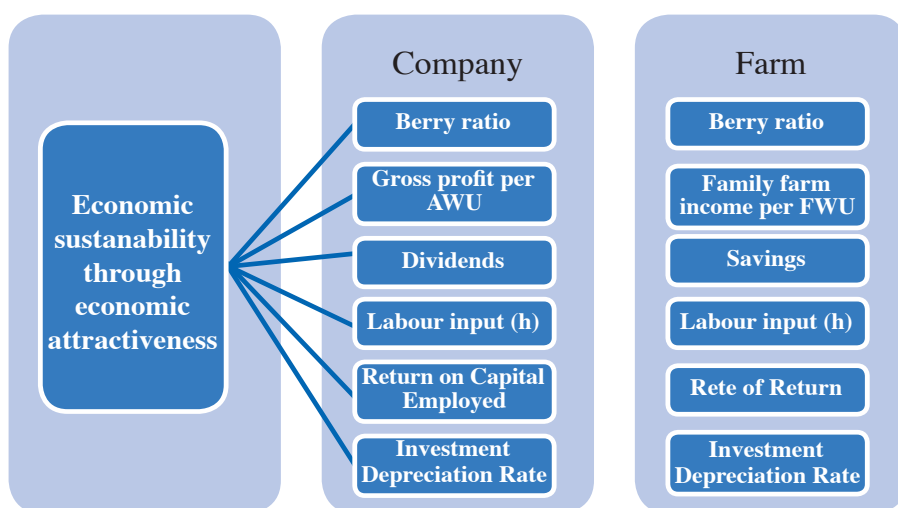 Economic
sustanability
through
economic
attractiveness
Company
Berry ratio
Gross profit per
AWU
Dividends
Labour input (h)
Return on Capital
Employed
Investment
Depreciation Rate
Farm
Berry ratio
Family farm
income per FWU
Savings
Labour input (h)
Rete of Return
Investment
Depreciation Rate